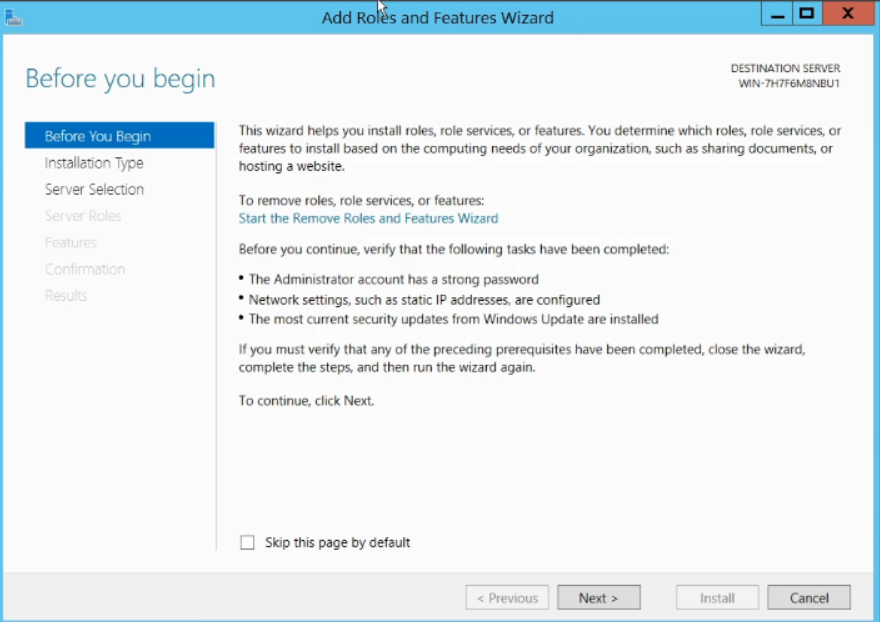 Add Roles and Features Wizard
X
Before you begin
DESTINATION SERVER
WIN-7H7F6M8NBU1
Before You Begin
Installation Type
Server Selection
Server Roles
Features
Confirmation
Results
This wizard helps you install roles, role services, or features. You determine which roles, role services, or
features to install based on the computing needs of your organization, such as sharing documents, or
hosting a website.
To remove roles, role services, or features:
Start the Remove Roles and Features Wizard
Before you continue, verify that the following tasks have been completed:
• The Administrator account has a strong password
• Network settings, such as static IP addresses, are configured
• The most current security updates from Windows Update are installed
If you must verify that any of the preceding prerequisites have been completed, close the wizard,
complete the steps, and then run the wizard again.
To continue, click Next.
Skip this page by default
< Previous
Next >
Install
Cancel